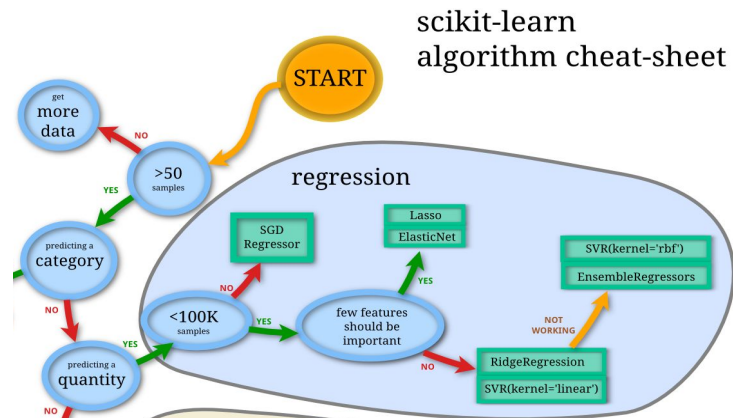 scikit-learn
algorithm cheat-sheet
START
get
more
data
NO
>50
samples
YES
predicting a
category
NO
predicting a
quantity
YES
NO
regression
<100K
samples
NO
SGD
Regressor
YES
few features
should be
important
YES
Lasso
ElasticNet
NO
RidgeRegression
SVR(kernel='linear')
NOT
WORKING
SVR(kernel='rbf')
EnsembleRegressors